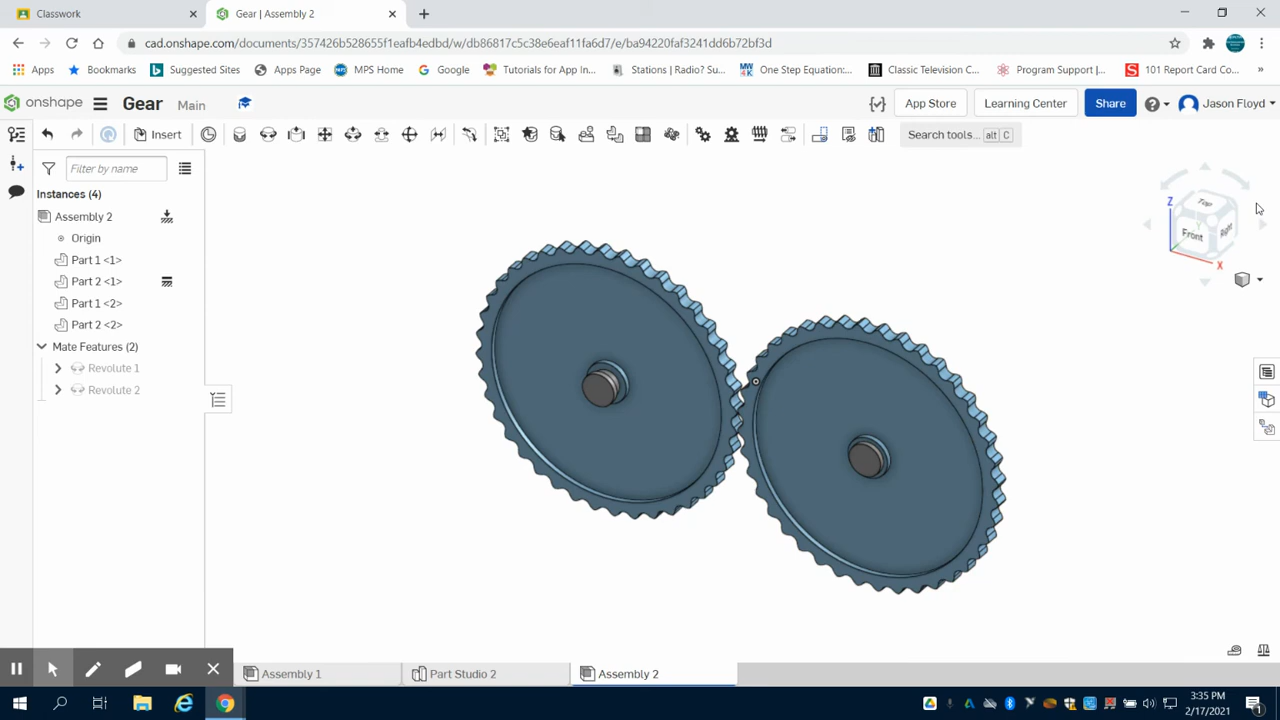 Classwork
Gear | Assembly 2
cad.onshape.com/documents/357426b528655f1eafb4edbd/w/db86817c5c38e6eaf11fa6d7/e/ba94220faf3241dd6b72bf3d
Apps
Bookmarks
Suggested Sites
Apps Page
MPS Home
Google
Tutorials for App In...
Stations | Radio? Su...
One Step Equation:...
Classic Television C...
Program Support |...
101 Report Card Co...
onshape
Gear
Main
App Store
Learning Center
Share
Jason Floyd
Insert
Search tools...
alt
C
Filter by name
Instances (4)
Assembly 2
Origin
Part 1 <1>
Part 2 <1>
Part 1 <2>
Part 2 <2>
Mate Features (2)
Revolute 1
Revolute 2
Z
Top
Y
Front
Right
X
Assembly 1
Part Studio 2
Assembly 2
3:35 PM
2/17/2021
1